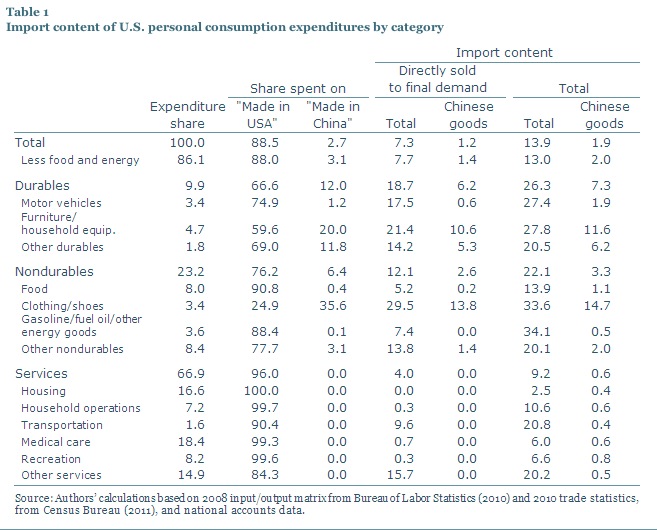 Table 1
Import content of U.S. personal consumption expenditures by category
Import content
Directly sold
Share spent on to final demand Total
Expenditure "Made in "Made in Chinese Chinese
share USA" China" Total goods Total goods
Total 100.0 88.5 2.7 7.3 1.2 13.9 1.9
Less food and energy 86.1 88.0 3.1 7.7 1.4 13.0 2.0
Durables 9.9 66.6 12.0 18.7 6.2 26.3 7.3
Motor vehicles 3.4 74.9 1.2 17.5 0.6 27.4 1.9
Furniture/
household equip. 4.7 59.6 20.0 21.4 10.6 27.8 11.6
Other durables 1.8 69.0 11.8 14.2 5.3 20.5 6.2
Nondurables 23.2 76.2 6.4 12.1 2.6 22.1 3.3
Food 8.0 90.8 0.4 5.2 0.2 13.9 1.1
Clothing/shoes 3.4 24.9 35.6 29.5 13.8 33.6 14.7
Gasoline/fuel oil/other
energy goods 3.6 88.4 0.1 7.4 0.0 34.1 0.5
Other nondurables 8.4 77.7 3.1 13.8 1.4 20.1 2.0
Services 66.9 96.0 0.0 4.0 0.0 9.2 0.6
Housing 16.6 100.0 0.0 0.0 0.0 2.5 0.4
Household operations 7.2 99.7 0.0 0.3 0.0 10.6 0.6
Transportation 1.6 90.4 0.0 9.6 0.0 20.8 0.4
Medical care 18.4 99.3 0.0 0.7 0.0 6.0 0.6
Recreation 8.2 99.6 0.0 0.3 0.0 6.6 0.8
Other services 14.9 84.3 0.0 15.7 0.0 20.2 0.5
Source: Authors' calculations based on 2008 input/output matrix from Bureau of Labor Statistics (2010) and 2010 trade statistics,
from Census Bureau (2011), and national accounts data.